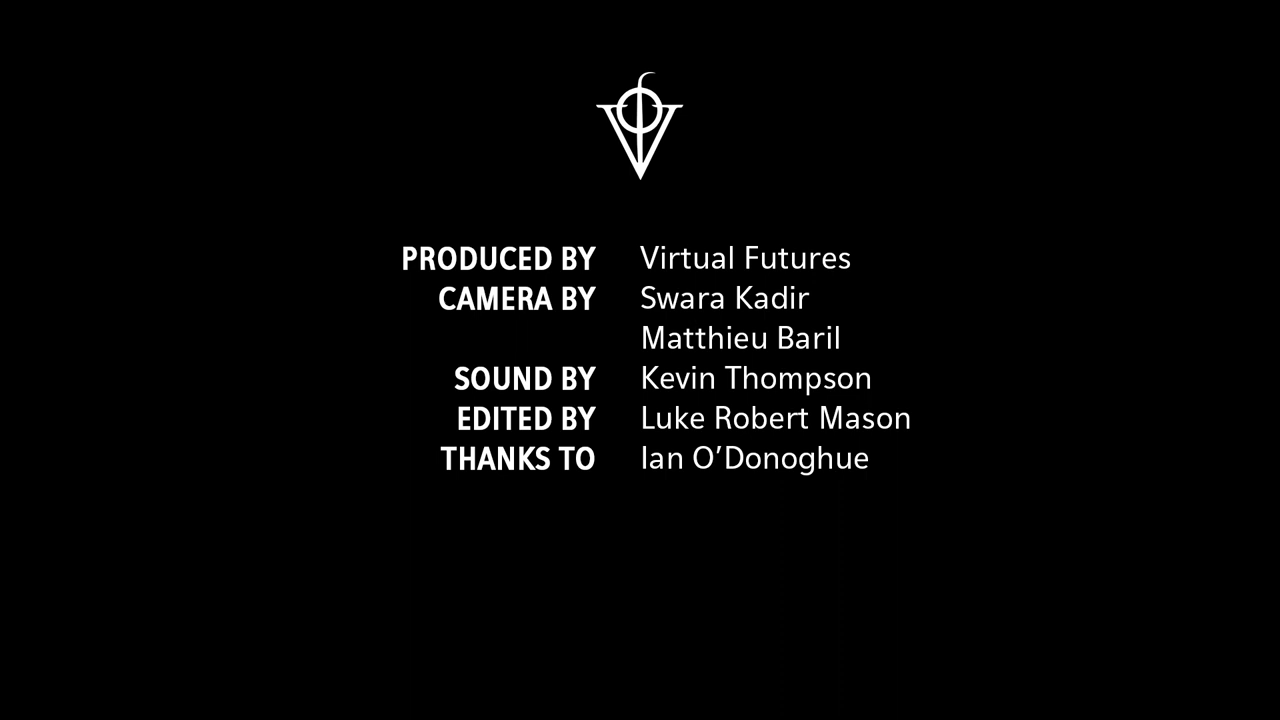 PRODUCED BY Virtual Futures
CAMERA BY Swara Kadir
Matthieu Baril
SOUND BY Kevin Thompson
EDITED BY Luke Robert Mason
THANKS TO Ian O’Donoghue